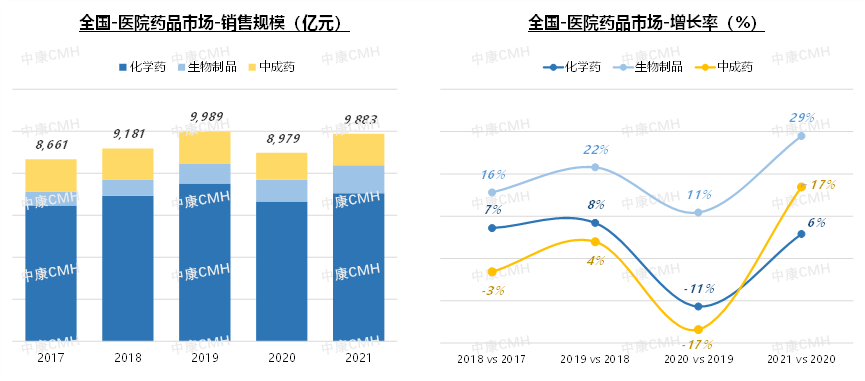 全国-医院药品市场-销售规模（亿元）
化学药 生物制品 中成药
8,661
9,181
9,989
8,979
9,883
2017 2018 2019 2020 2021
全国-医院药品市场-增长率（%）
化学药 生物制品 中成药
16%
22%
11%
29%
7%
8%
-11%
6%
-3%
4%
-17%
17%
2018 vs 2017 2019 vs 2018 2020 vs 2019 2021 vs 2020
中康CMH